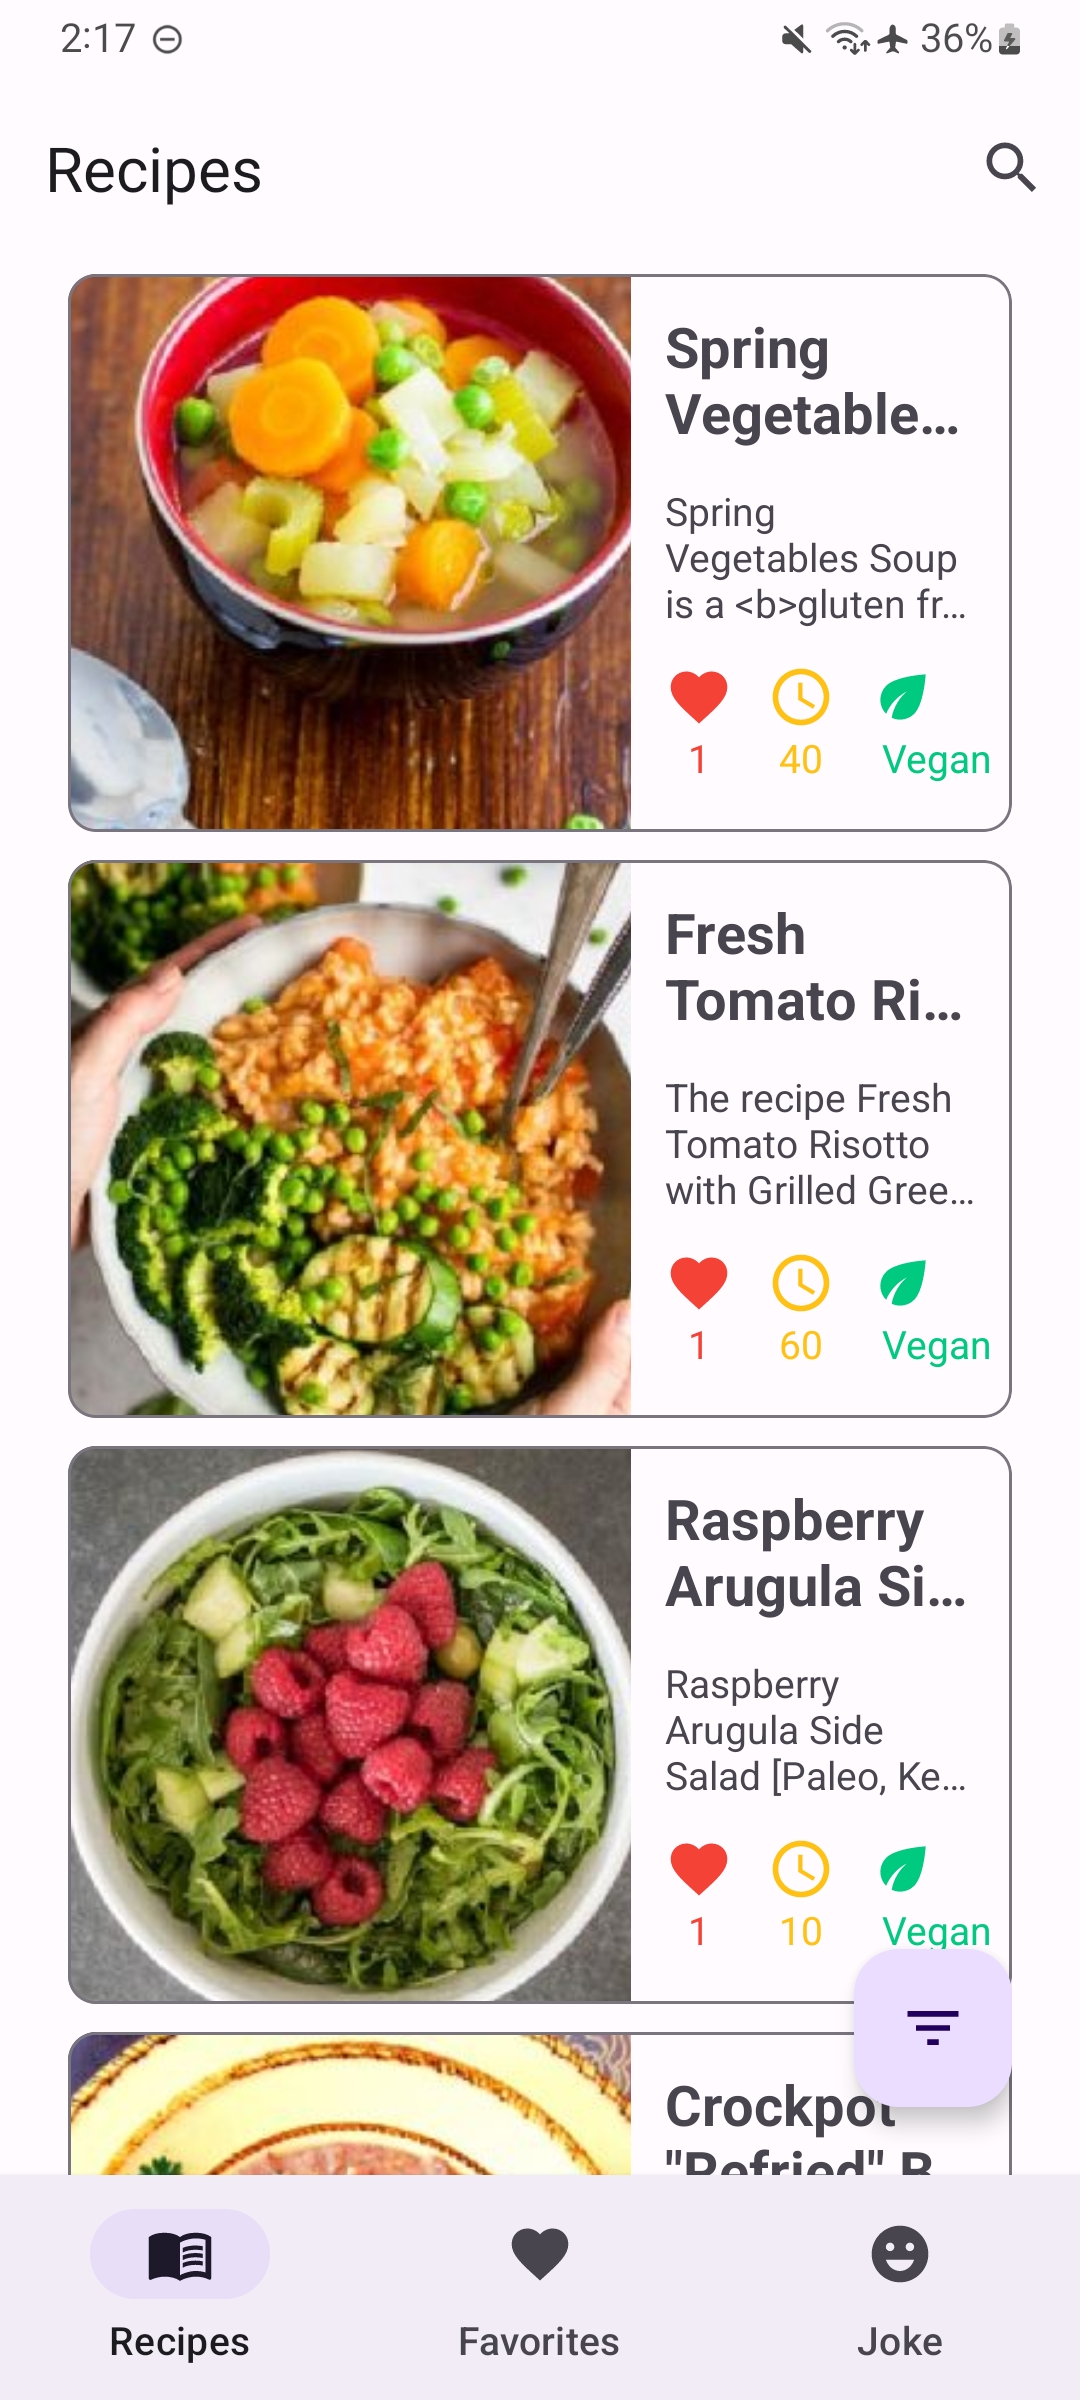 2:17
36%
Recipes
Spring
Vegetable…
Spring
Vegetables Soup
is a <b>gluten fr…
1
40
Vegan
Fresh
Tomato Ri…
The recipe Fresh
Tomato Risotto
with Grilled Gree…
1
60
Vegan
Raspberry
Arugula Si…
Raspberry
Arugula Side
Salad [Paleo, Ke…
1
10
Vegan
Crockpot
"Refried" B…
Recipes
Favorites
Joke